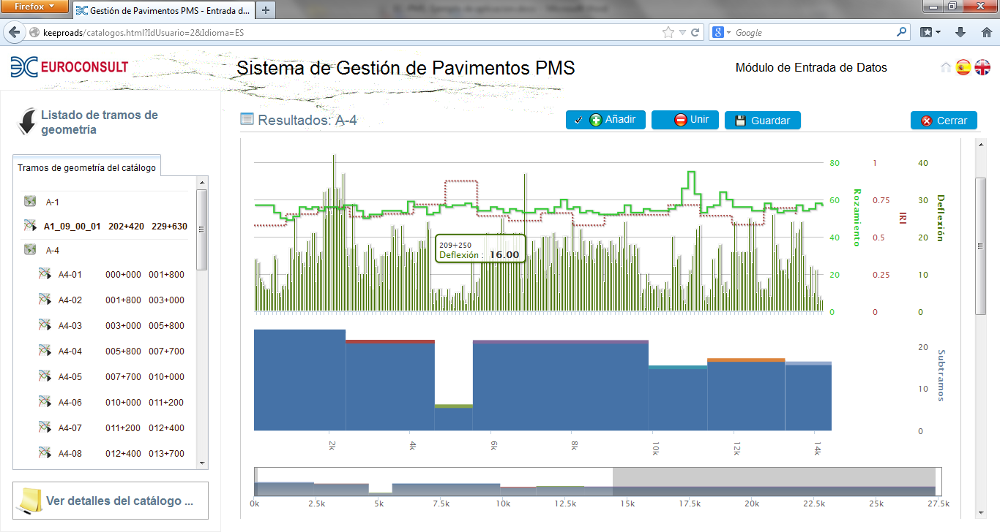 Firefox
Gestión de Pavimentos PMS - Entrada d...
keeproads/catalogos.html?IdUsuario=2&Idioma=ES
Google
EUROCONSULT
Sistema de Gestión de Pavimentos PMS
Módulo de Entrada de Datos
Listado de tramos de
geometría
Resultados: A-4
Añadir
Unir
Guardar
Cerrar
Tramos de geometría del catálogo
A-1
A1_09_00_01 202+420 229+630
A-4
A4-01 000+000 001+800
A4-02 001+800 003+000
A4-03 003+000 005+800
A4-04 005+800 007+700
A4-05 007+700 010+000
A4-06 010+000 011+200
A4-07 011+200 012+400
A4-08 012+400 013+700
Ver detalles del catálogo ...
80 1 40
60 0.75 30
40 0.5 20
20 0.25 10
0 0 0
Rozamiento
IRI
Deflexión
209+250
Deflexión : 16.00
20
10
0
Subtramos
2k 4k 6k 8k 10k 12k 14k
0k 2.5k 5k 7.5k 10k 12.5k 15k 17.5k 20k 22.5k 25k 27.5k